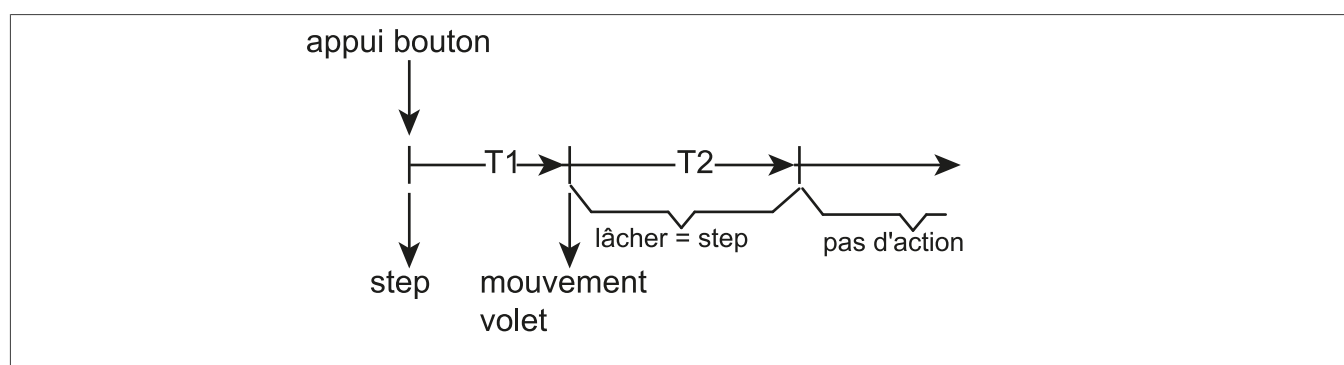 appui bouton
T1
T2
lâcher = step
pas d'action
step
mouvement
volet